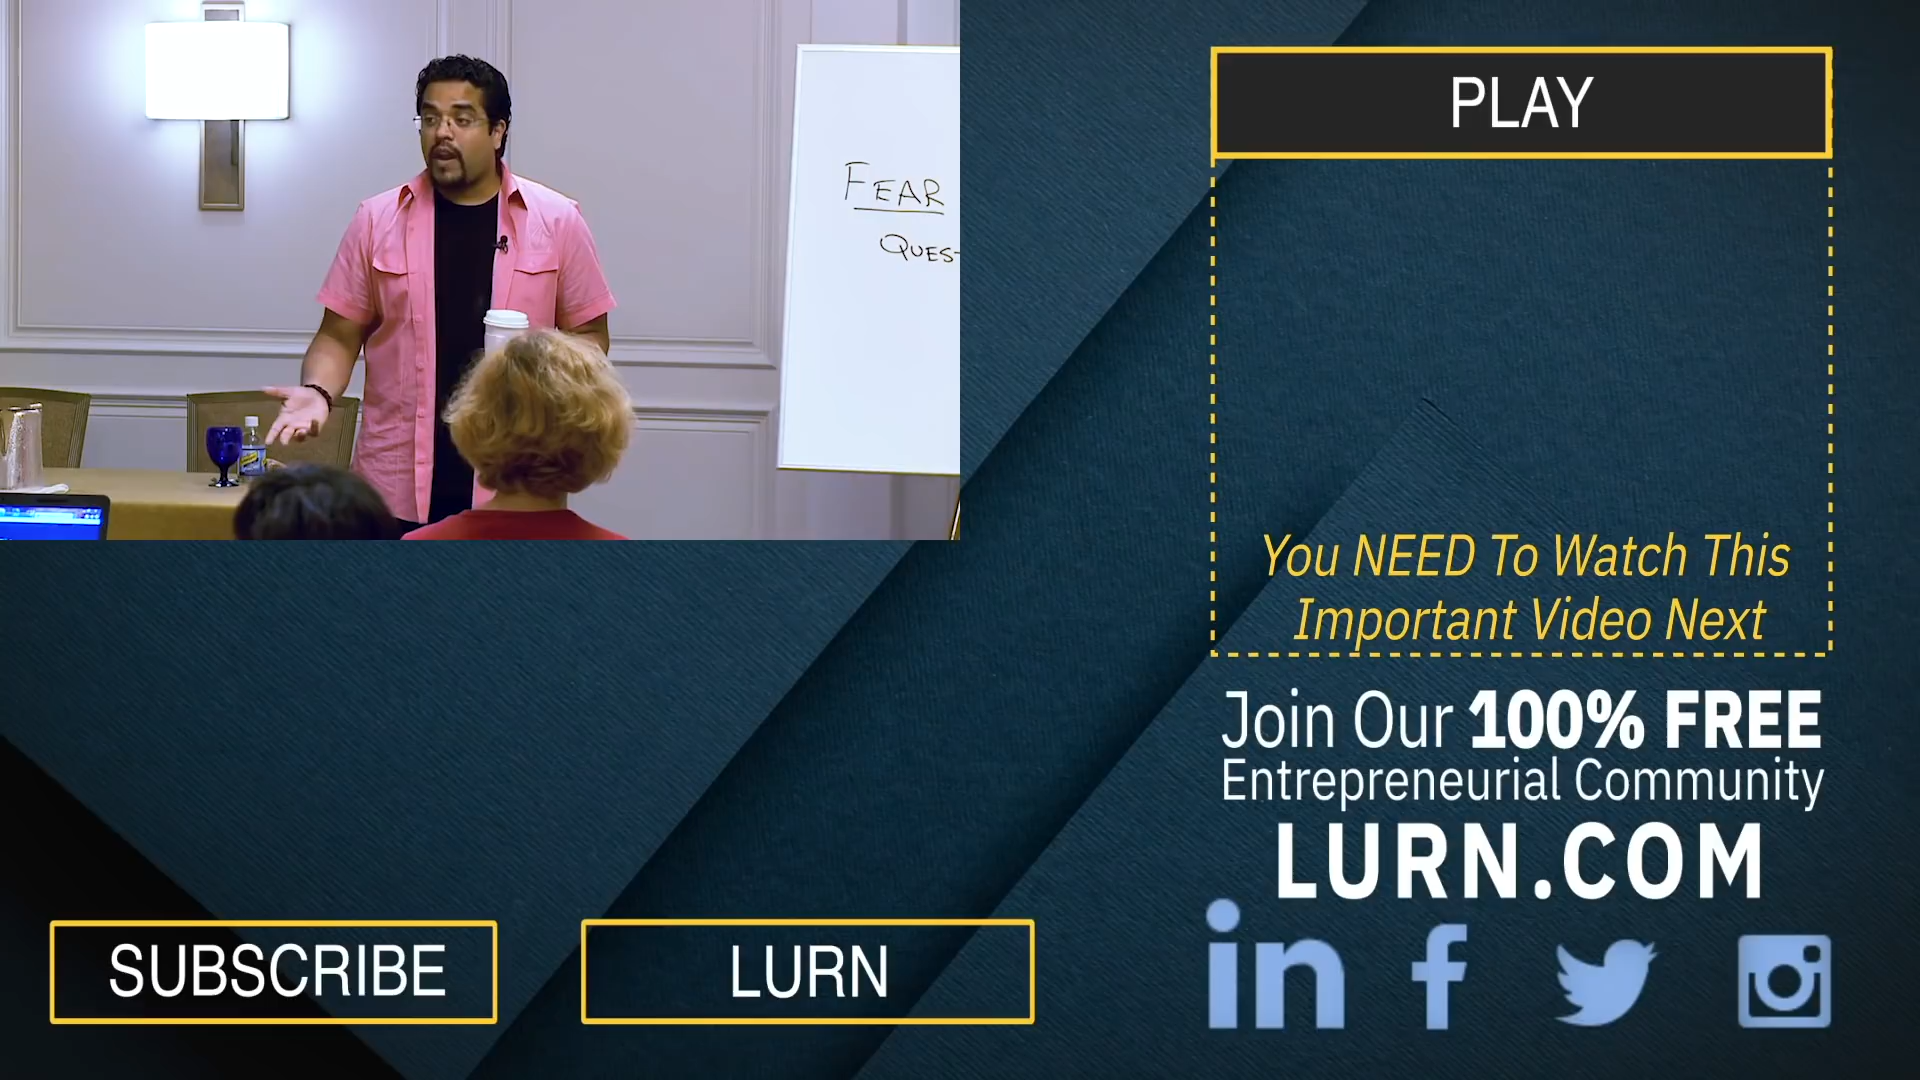 FEAR
PLAY
You NEED To Watch This
Important Video Next
Join Our 100% FREE
Entrepreneurial Community
LURN.COM
in f
SUBSCRIBE
LURN